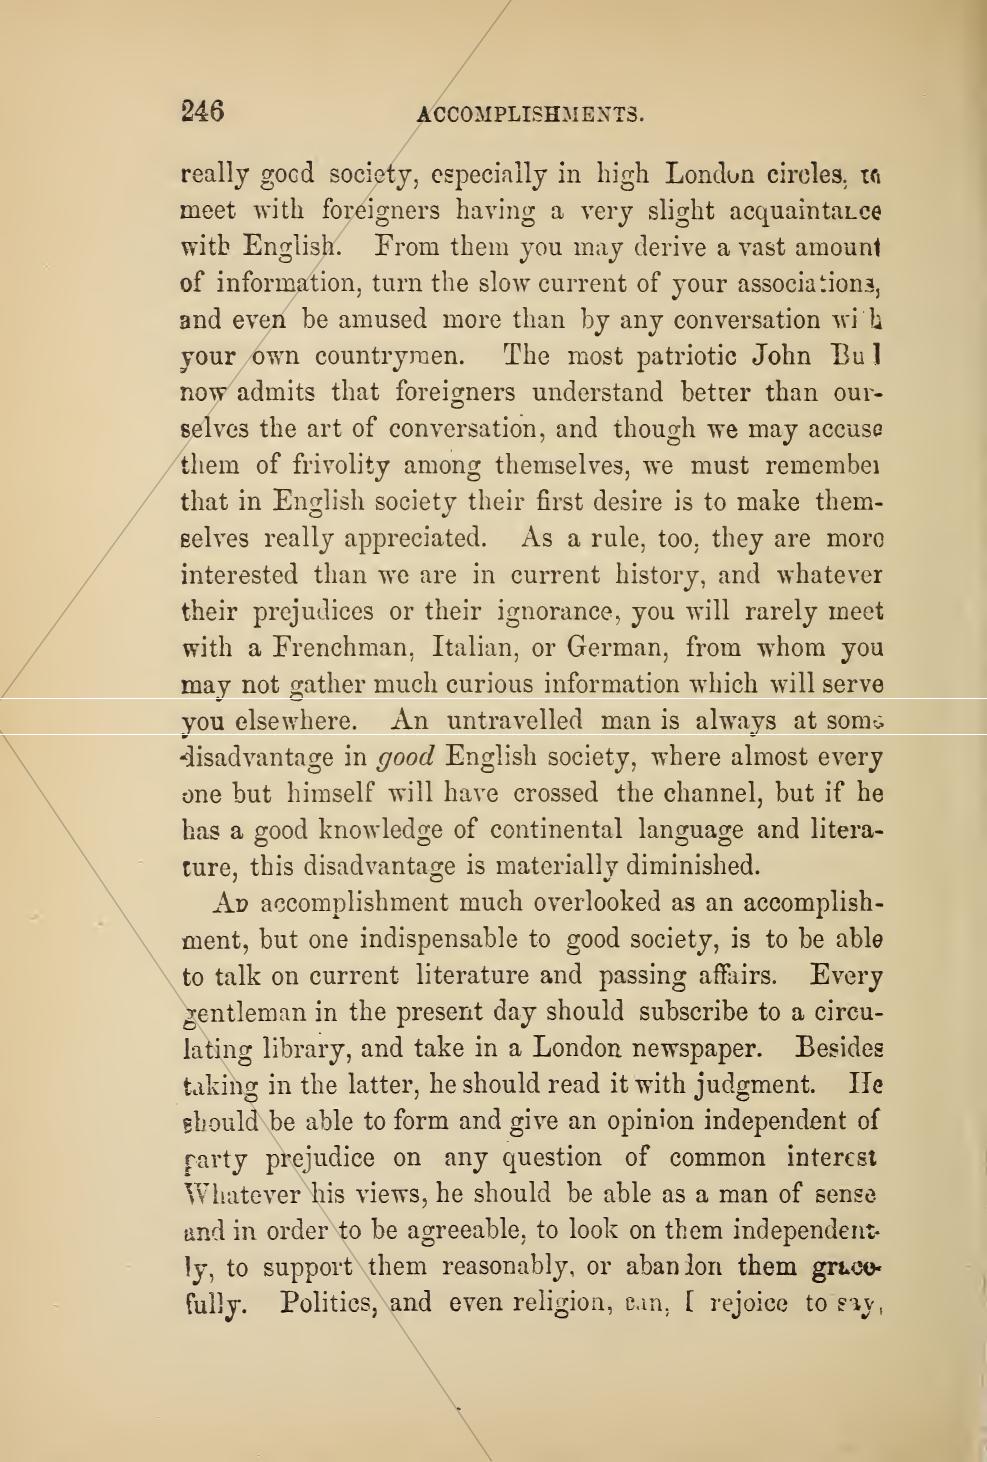 246 ACCOMPLISHMENTS.
really good society, especially in high London circles, to
meet with foreigners having a very slight acquaintance
with English. From them you may derive a vast amount
of information, turn the slow current of your associations,
and even be amused more than by any conversation with
your own countrymen. The most patriotic John Bull
now admits that foreigners understand better than our-
selves the art of conversation, and though we may accuse
them of frivolity among themselves, we must remember
that in English society their first desire is to make them-
selves really appreciated. As a rule, too, they are more
interested than we are in current history, and whatever
their prejudices or their ignorance, you will rarely meet
with a Frenchman, Italian, or German, from whom you
may not gather much curious information which will serve
you elsewhere. An untravelled man is always at some
disadvantage in good English society, where almost every
one but himself will have crossed the channel, but if he
has a good knowledge of continental language and litera-
ture, this disadvantage is materially diminished.
An accomplishment much overlooked as an accomplish-
ment, but one indispensable to good society, is to be able
to talk on current literature and passing affairs. Every
gentleman in the present day should subscribe to a circu-
lating library, and take in a London newspaper. Besides
taking in the latter, he should read it with judgment. He
should be able to form and give an opinion independent of
party prejudice on any question of common interest
Whatever his views, he should be able as a man of sense
and in order to be agreeable, to look on them independent-
ly, to support them reasonably, or abandon them grace-
fully. Politics, and even religion, can, I rejoice to say,